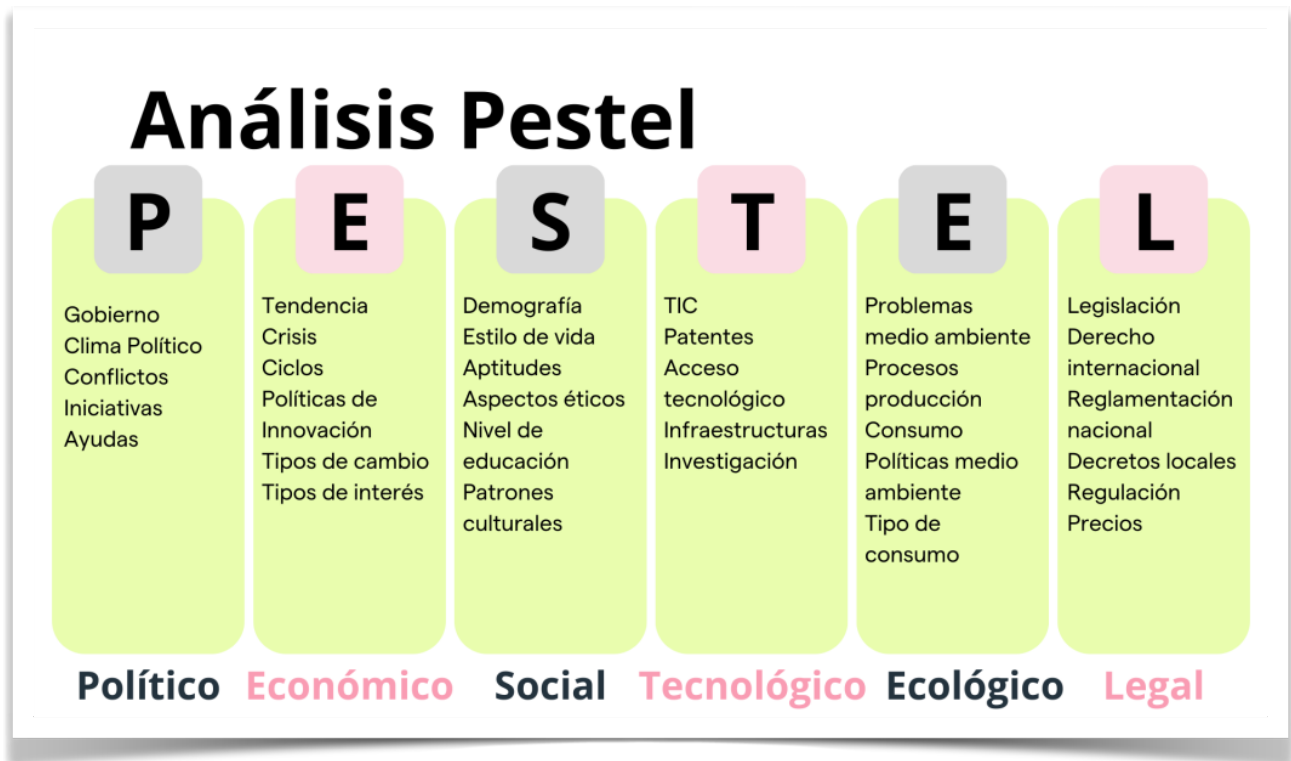 Análisis Pestel
P
Gobierno
Clima Político
Conflictos
Iniciativas
Ayudas
Político
E
Tendencia
Crisis
Ciclos
Políticas de
Innovación
Tipos de cambio
Tipos de interés
Económico
S
Demografía
Estilo de vida
Aptitudes
Aspectos éticos
Nivel de
educación
Patrones
culturales
Social
T
TIC
Patentes
Acceso
tecnológico
Infraestructuras
Investigación
Tecnológico
E
Problemas
medio ambiente
Procesos
producción
Consumo
Políticas medio
ambiente
Tipo de
consumo
Ecológico
L
Legislación
Derecho
internacional
Reglamentación
nacional
Decretos locales
Regulación
Precios
Legal